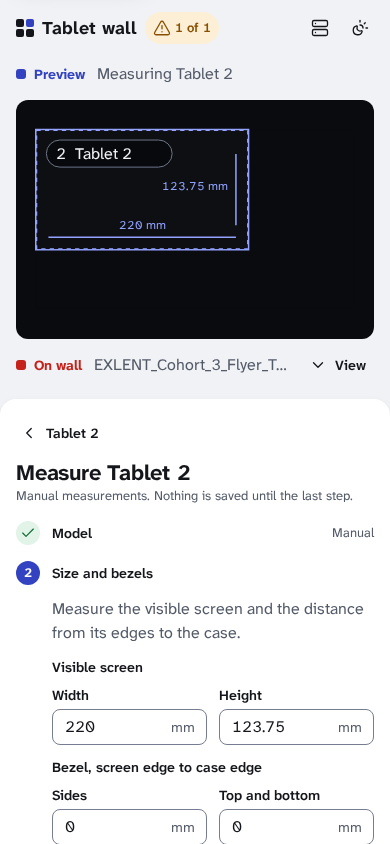 Tablet wall
1 of 1
Preview Measuring Tablet 2
2 Tablet 2
123.75 mm
220 mm
On wall EXLENT_Cohort_3_Flyer_T... View
Tablet 2
Measure Tablet 2
Manual measurements. Nothing is saved until the last step.
Model Manual
2 Size and bezels
Measure the visible screen and the distance
from its edges to the case.
Visible screen
Width Height
220 mm 123.75 mm
Bezel, screen edge to case edge
Sides Top and bottom
0 mm 0 mm